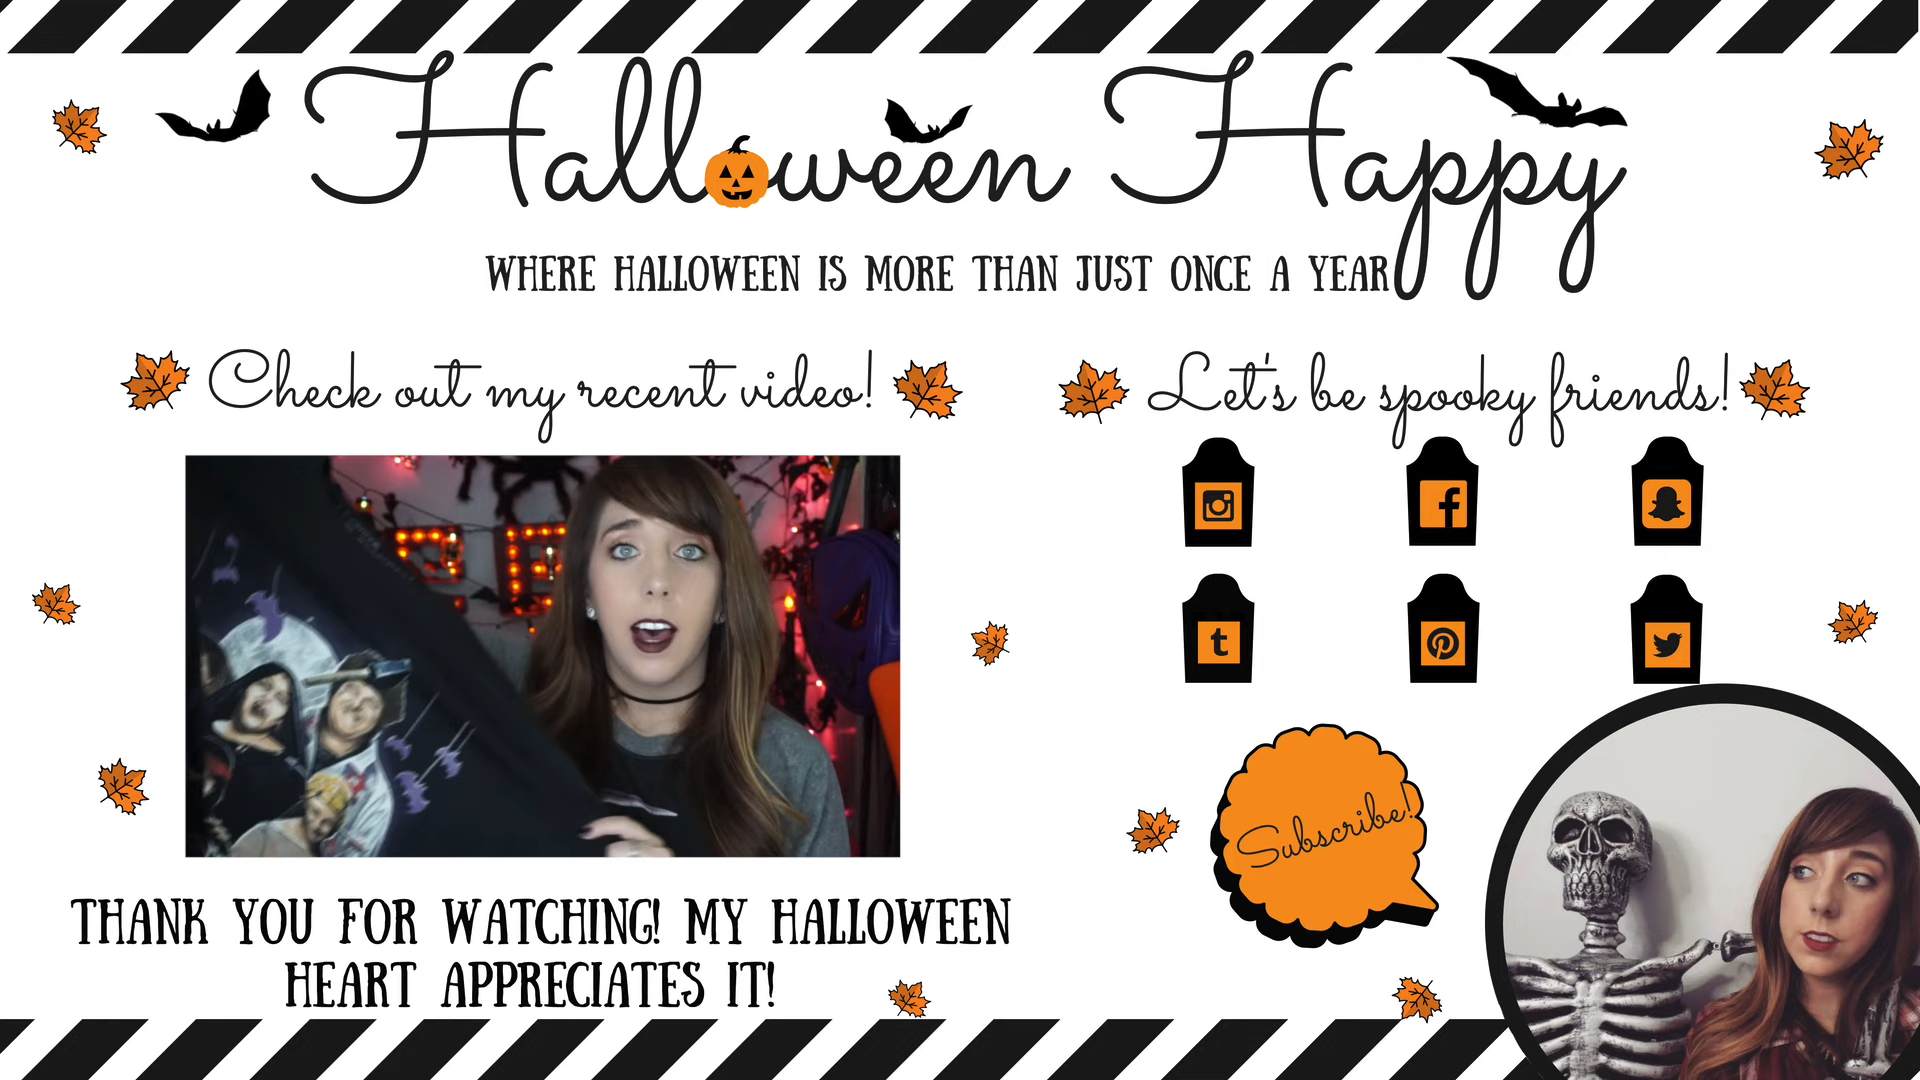 Halloween Happy
WHERE HALLOWEEN IS MORE THAN JUST ONCE A YEAR
Check out my recent video!
Let's be spooky friends!
Subscribe!
THANK YOU FOR WATCHING! MY HALLOWEEN
HEART APPRECIATES IT!